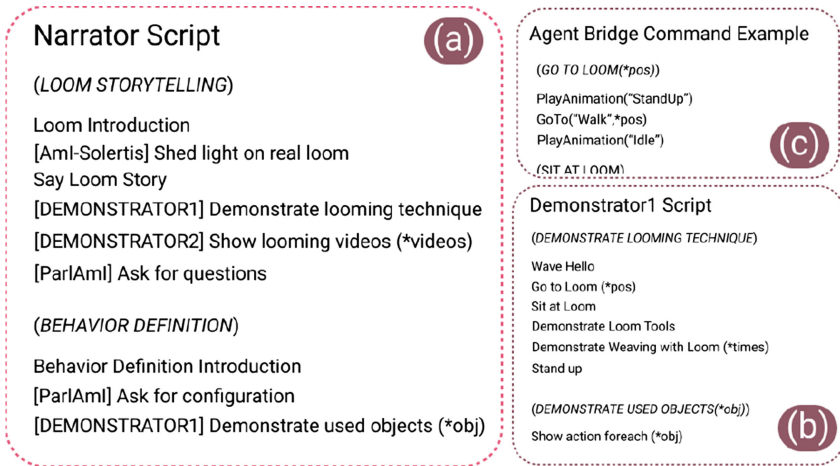 Narrator Script
(a)
(LOOM STORYTELLING)
Loom Introduction
[AmI-Solertis] Shed light on real loom
Say Loom Story
[DEMONSTRATOR1] Demonstrate looming technique
[DEMONSTRATOR2] Show looming videos (*videos)
[ParlAmI] Ask for questions
(BEHAVIOR DEFINITION)
Behavior Definition Introduction
[ParlAmI] Ask for configuration
[DEMONSTRATOR1] Demonstrate used objects (*obj)
Agent Bridge Command Example
(GO TO LOOM(*pos))
PlayAnimation(“StandUp”)
GoTo(“Walk”,*pos)
PlayAnimation(“Idle”)
(c)
(SIT AT LOOM)
Demonstrator1 Script
(DEMONSTRATE LOOMING TECHNIQUE)
Wave Hello
Go to Loom (*pos)
Sit at Loom
Demonstrate Loom Tools
Demonstrate Weaving with Loom (*times)
Stand up
(DEMONSTRATE USED OBJECTS(*obj))
Show action foreach (*obj)
(b)